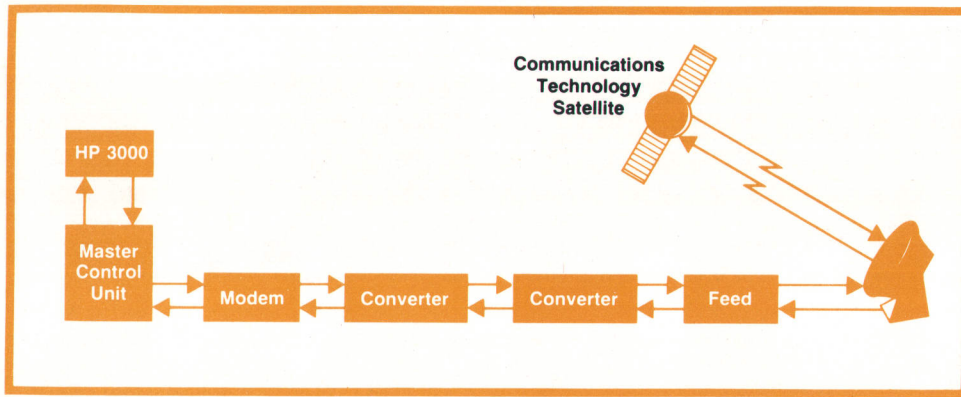 Communications
Technology
Satellite
HP 3000
Master
Control
Unit
Modem
Converter
Converter
Feed